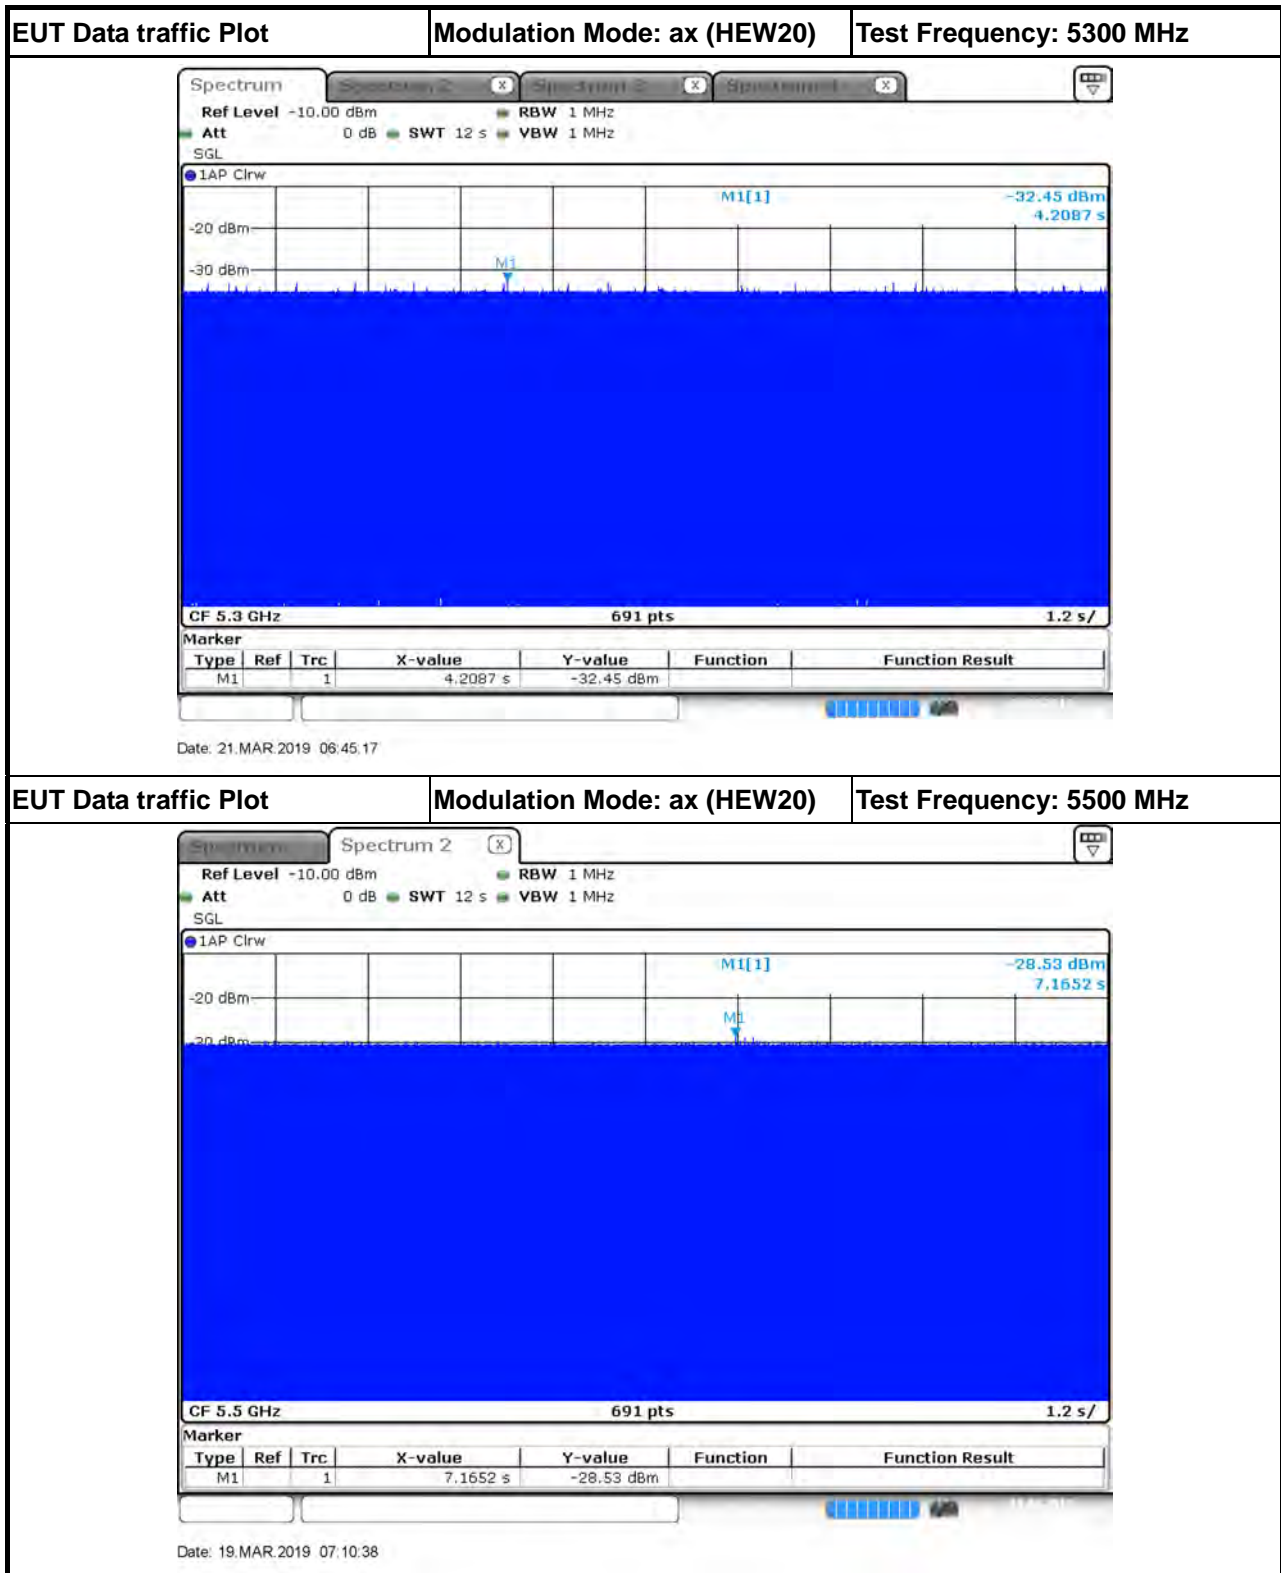 EUT Data traffic Plot Modulation Mode: ax (HEW20) Test Frequency: 5300 MHz
Spectrum Spectrum 2 X Spectrum 3 X X
Ref Level -10.00 dBm RBW 1 MHz
Att 0 dB SWT 12 s VBW 1 MHz
SGL
1AP Clrw
M1[1] -32.45 dBm
4.2087 s
-20 dBm
M1
-30 dBm
CF 5.3 GHz 691 pts 1.2 s/
Marker
Type Ref Trc X-value Y-value Function Function Result
M1 1 4.2087 s -32.45 dBm
Date: 21.MAR.2019 06:45:17
EUT Data traffic Plot Modulation Mode: ax (HEW20) Test Frequency: 5500 MHz
Spectrum Spectrum 2 X
Ref Level -10.00 dBm RBW 1 MHz
Att 0 dB SWT 12 s VBW 1 MHz
SGL
1AP Clrw
M1[1] -28.53 dBm
7.1652 s
-20 dBm
M1
-30 dBm
CF 5.5 GHz 691 pts 1.2 s/
Marker
Type Ref Trc X-value Y-value Function Function Result
M1 1 7.1652 s -28.53 dBm
Date: 19.MAR.2019 07:10:38